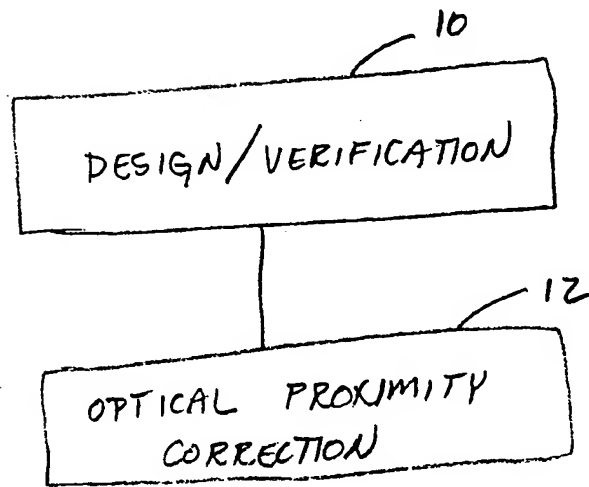 10
DESIGN/VERIFICATION
12
OPTICAL PROXIMITY
CORRECTION